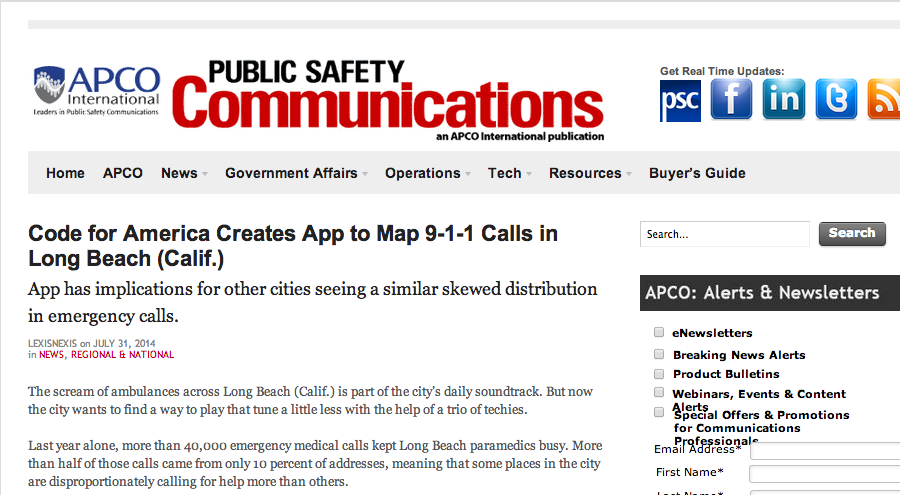 APCO
International
Leaders in Public Safety Communications
PUBLIC SAFETY
Communications
an APCO International publication
Get Real Time Updates:
psc
f
in
t
Home APCO News Government Affairs Operations Tech Resources Buyer's Guide
Code for America Creates App to Map 9-1-1 Calls in
Long Beach (Calif.)
App has implications for other cities seeing a similar skewed distribution
in emergency calls.
LEXISNEXIS on JULY 31, 2014
in NEWS, REGIONAL & NATIONAL
The scream of ambulances across Long Beach (Calif.) is part of the city's daily soundtrack. But now
the city wants to find a way to play that tune a little less with the help of a trio of techies.
Last year alone, more than 40,000 emergency medical calls kept Long Beach paramedics busy. More
than half of those calls came from only 10 percent of addresses, meaning that some places in the city
are disproportionately calling for help more than others.
Search... Search
APCO: Alerts & Newsletters
eNewsletters
Breaking News Alerts
Product Bulletins
Webinars, Events & Content
Alerts
Special Offers & Promotions
for Communications
Professionals
Email Address*
First Name*
Last Name*